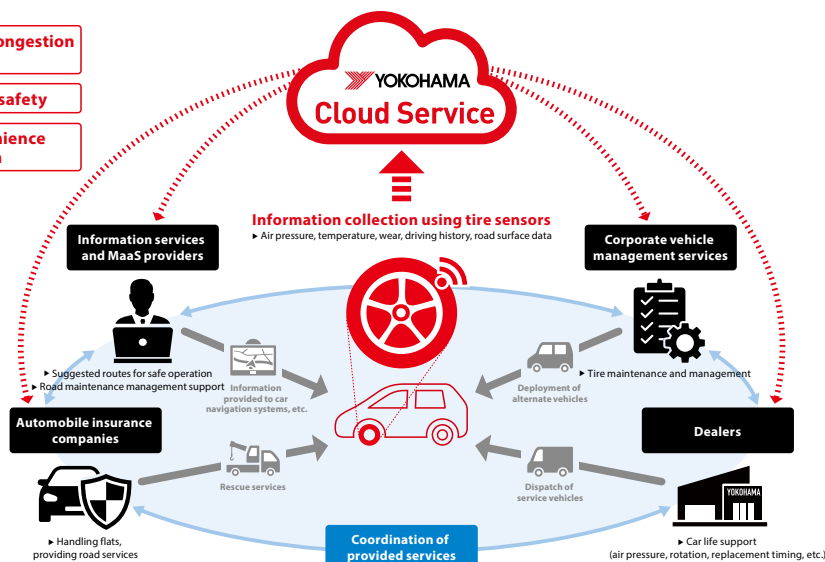 ongestion
safety
nience
YOKOHAMA
Cloud Service
Information collection using tire sensors
▶ Air pressure, temperature, wear, driving history, road surface data
Information services
and MaaS providers
Corporate vehicle
management services
▶ Suggested routes for safe operation
▶ Road maintenance management support
Information
provided to car
navigation systems, etc.
Deployment of
alternate vehicles
▶ Tire maintenance and management
Automobile insurance
companies
Dealers
Rescue services
Dispatch of
service vehicles
YOKOHAMA
▶ Handling flats,
providing road services
Coordination of
provided services
▶ Car life support
(air pressure, rotation, replacement timing, etc.)